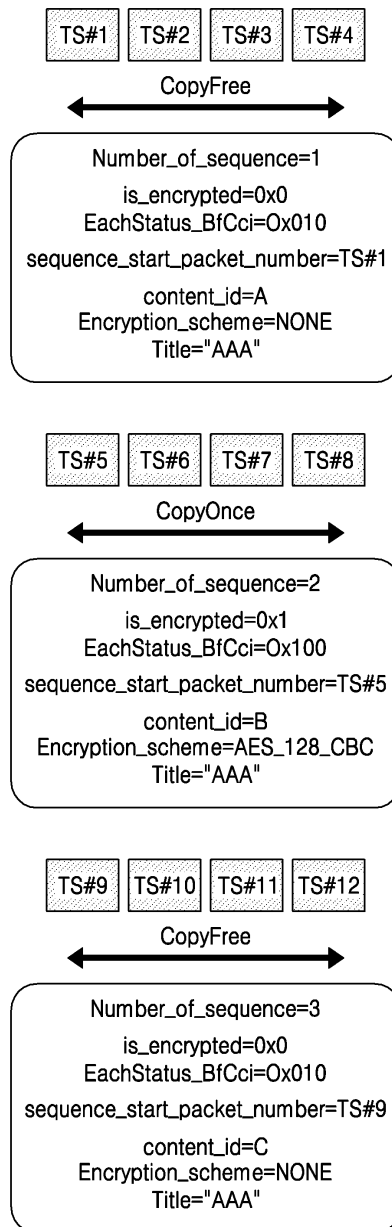 TS#1 TS#2 TS#3 TS#4
CopyFree
Number_of_sequence=1
is_encrypted=0x0
EachStatus_BfCci=Ox010
sequence_start_packet_number=TS#1
content_id=A
Encryption_scheme=NONE
Title="AAA"
TS#5 TS#6 TS#7 TS#8
CopyOnce
Number_of_sequence=2
is_encrypted=0x1
EachStatus_BfCci=Ox100
sequence_start_packet_number=TS#5
content_id=B
Encryption_scheme=AES_128_CBC
Title="AAA"
TS#9 TS#10 TS#11 TS#12
CopyFree
Number_of_sequence=3
is_encrypted=0x0
EachStatus_BfCci=Ox010
sequence_start_packet_number=TS#9
content_id=C
Encryption_scheme=NONE
Title="AAA"